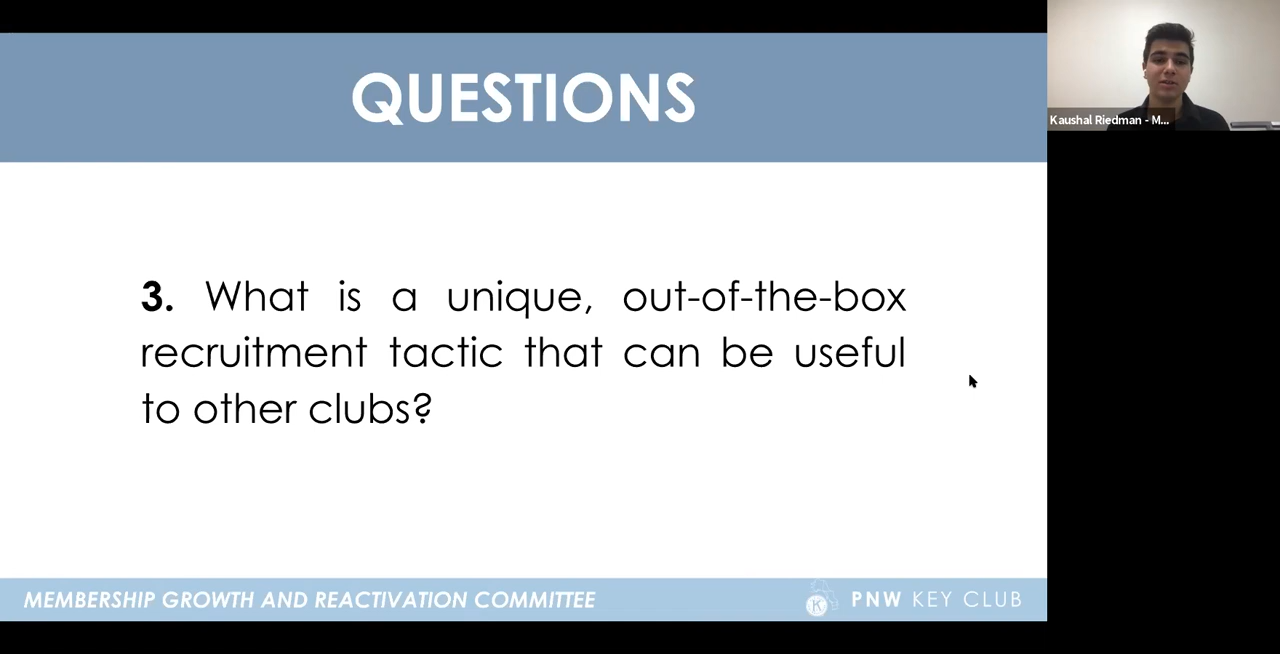 QUESTIONS
Kaushal Riedman - M...
3. What is a unique, out-of-the-box
recruitment tactic that can be useful
to other clubs?
MEMBERSHIP GROWTH AND REACTIVATION COMMITTEE
K
PNW KEY CLUB